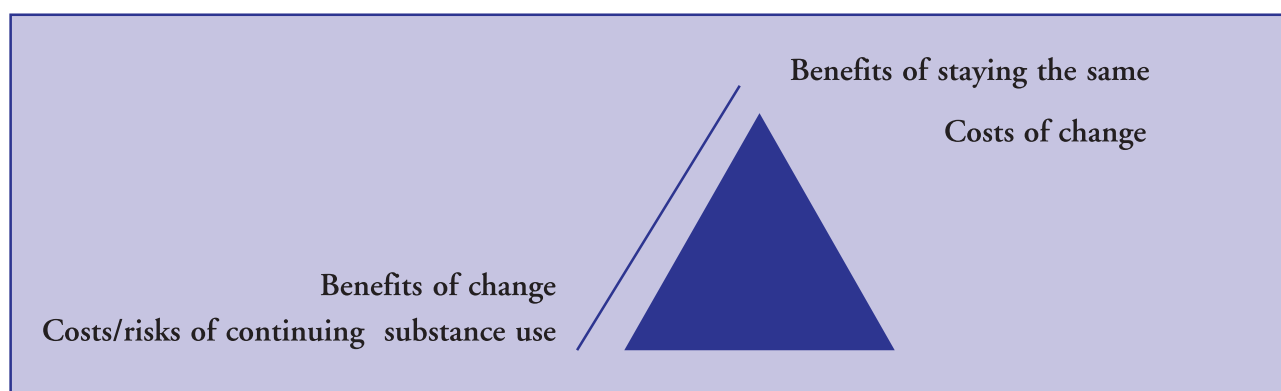 Benefits of staying the same
Costs of change
Benefits of change
Costs/risks of continuing substance use